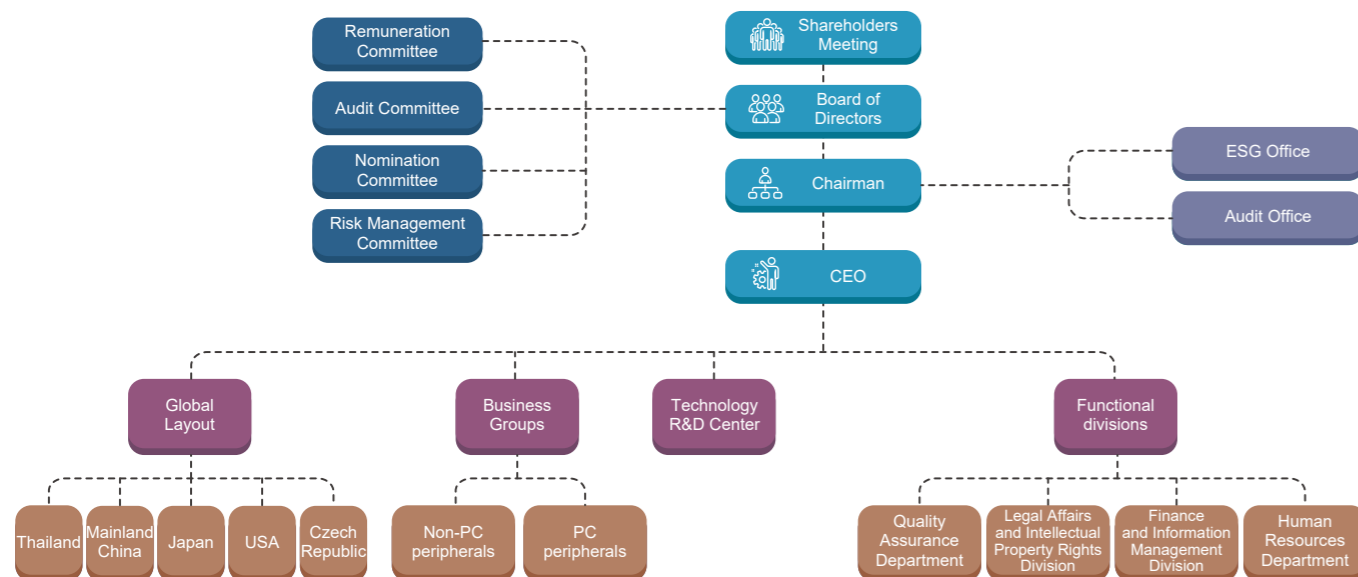 Remuneration
Committee
Shareholders
Meeting
Audit Committee
Board of
Directors
Nomination
Committee
Chairman
ESG Office
Risk Management
Committee
Audit Office
CEO
Global
Layout
Business
Groups
Technology
R&D Center
Functional
divisions
Thailand
Mainland
China
Japan
USA
Czech
Republic
Non-PC
peripherals
PC
peripherals
Quality
Assurance
Department
Legal Affairs
and Intellectual
Property Rights
Division
Finance
and Information
Management
Division
Human
Resources
Department